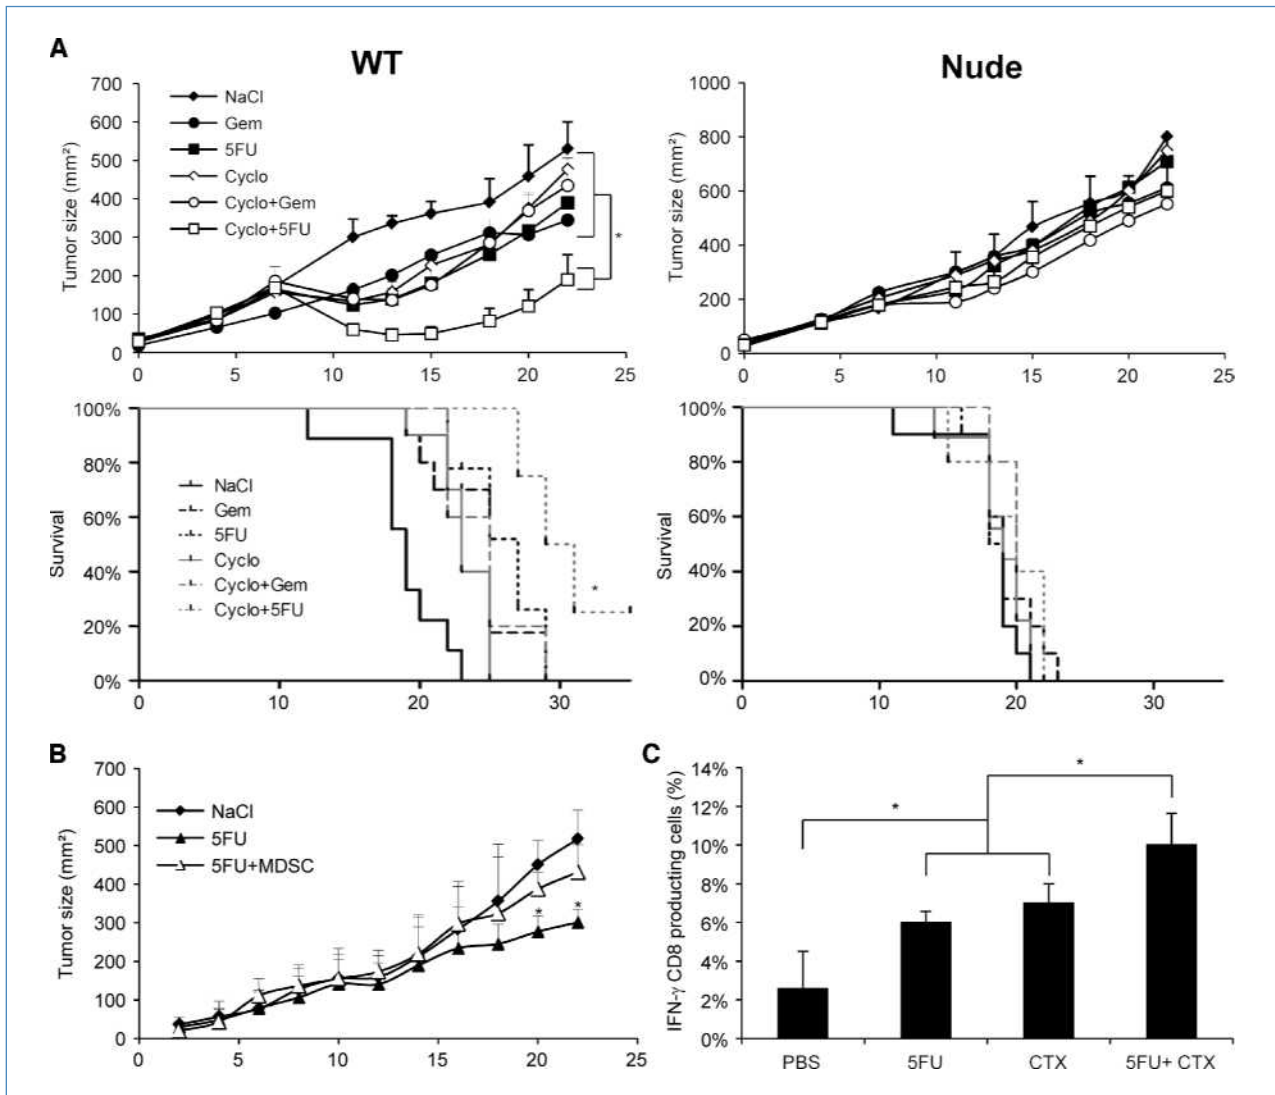 A
WT
Nude
Tumor size (mm²)
700
600
500
400
300
200
100
0
NaCl
Gem
5FU
Cyclo
Cyclo+Gem
Cyclo+5FU
*
0 5 10 15 20 25
Tumor size (mm²)
1000
800
600
400
200
0
0 5 10 15 20 25
Survival
100%
80%
60%
40%
20%
0%
NaCl
Gem
5FU
Cyclo
Cyclo+Gem
Cyclo+5FU
*
0 10 20 30
Survival
100%
80%
60%
40%
20%
0%
0 10 20 30
B
Tumor size (mm²)
700
600
500
400
300
200
100
0
NaCl
5FU
5FU+MDSC
* *
0 5 10 15 20 25
C
IFN-γ CD8 producting cells (%)
14%
12%
10%
8%
6%
4%
2%
0%
* *
PBS 5FU CTX 5FU+ CTX